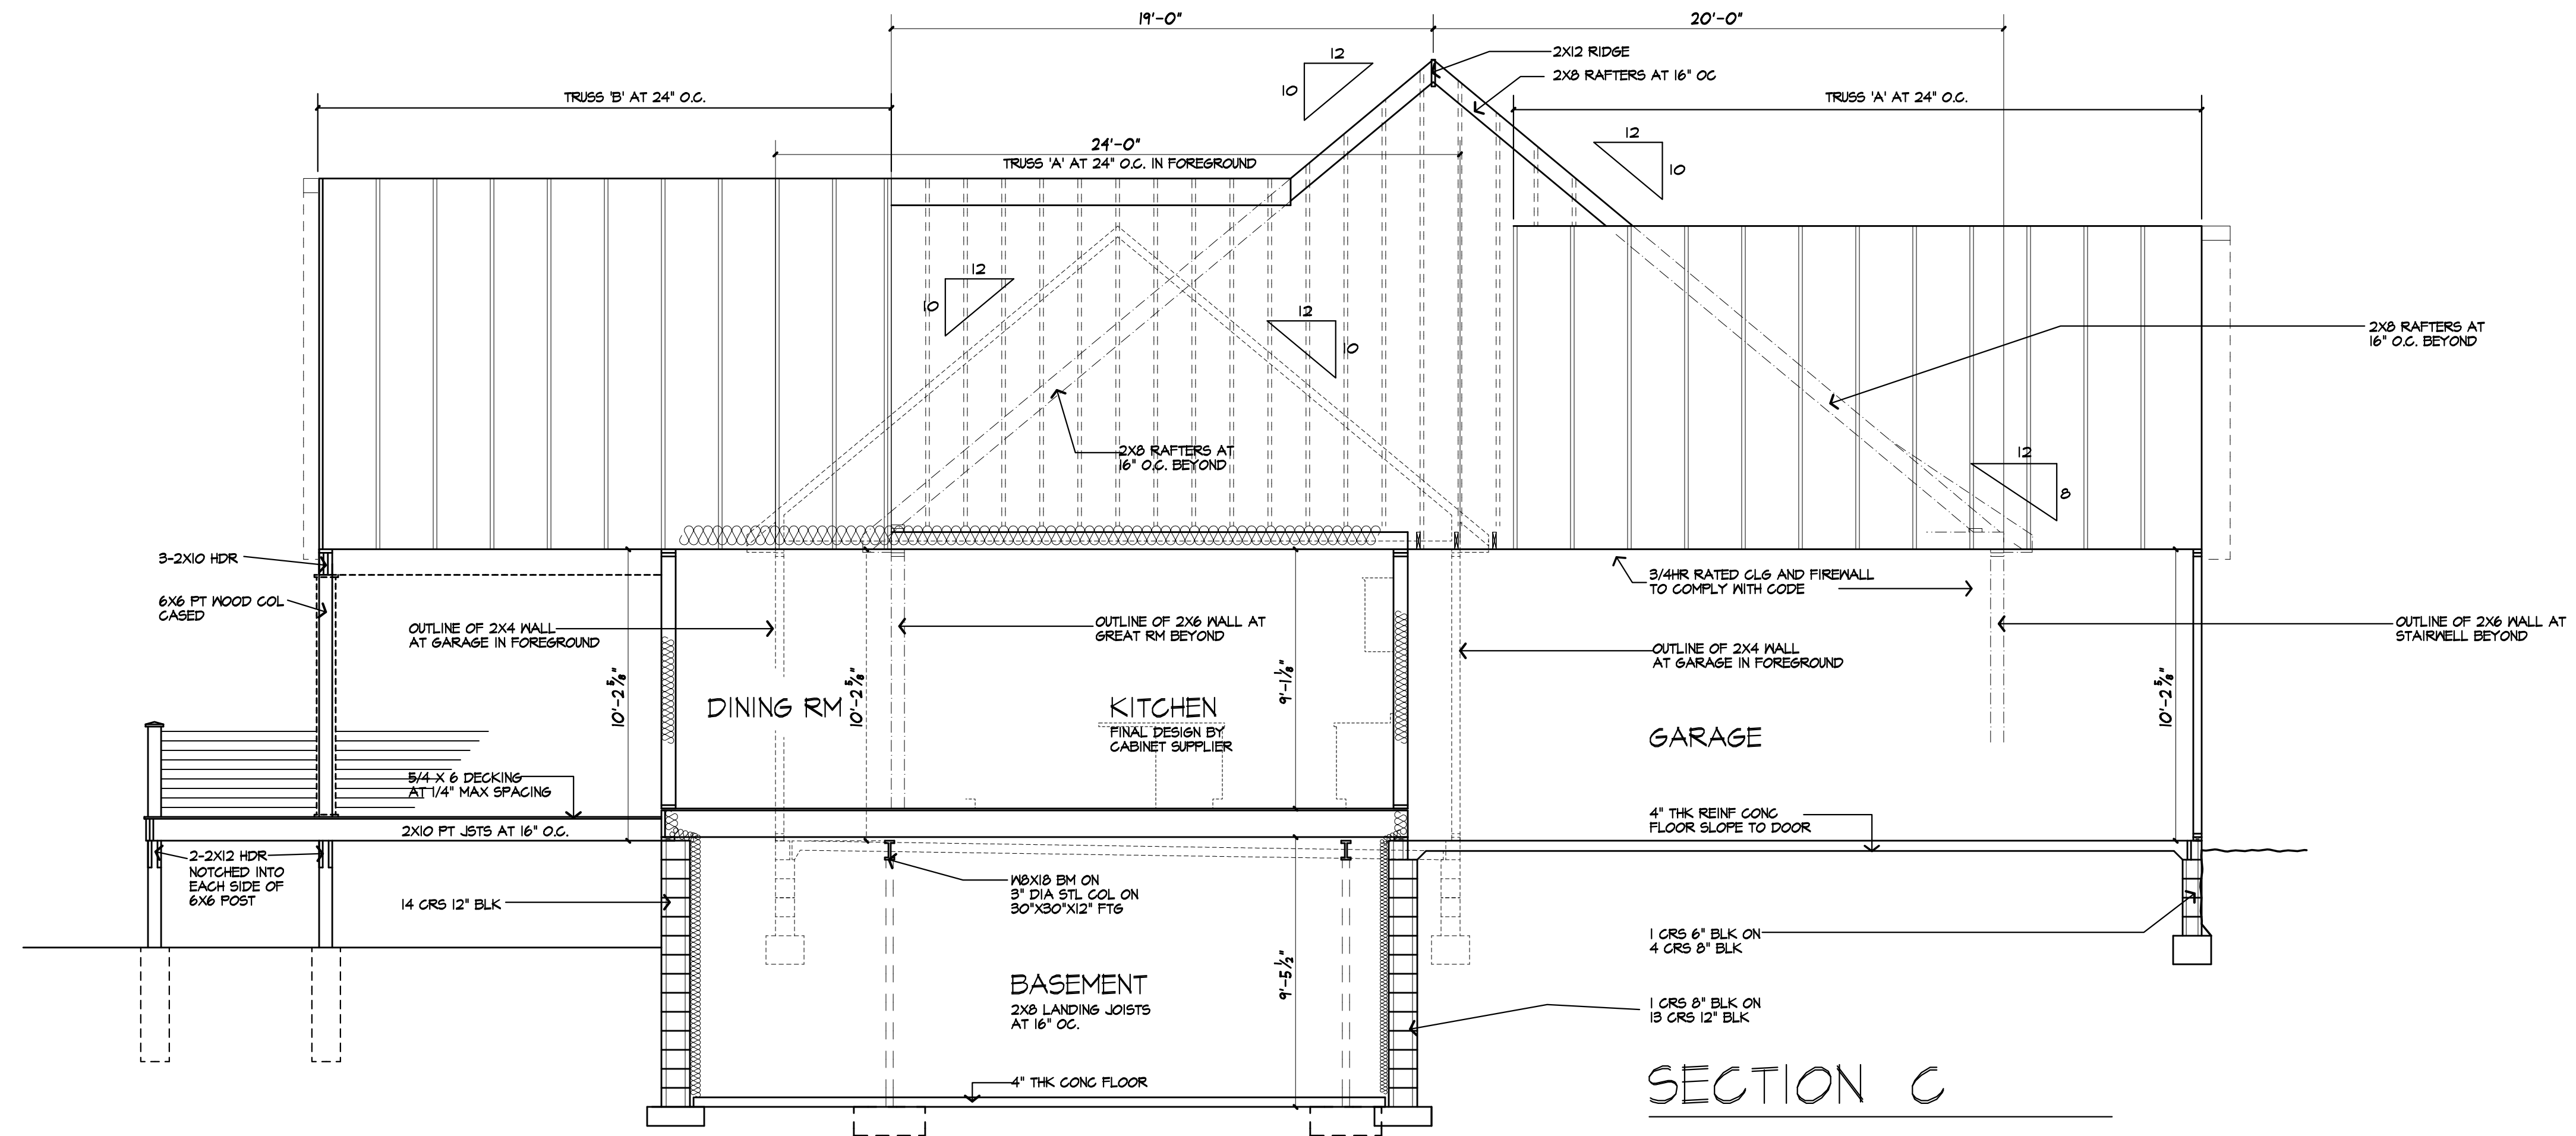 19'-0"
20'-0"
2X12 RIDGE
12
10
2X8 RAFTERS AT 16" OC
TRUSS 'B' AT 24" O.C.
TRUSS 'A' AT 24" O.C.
12
10
24'-0"
TRUSS 'A' AT 24" O.C. IN FOREGROUND
12
10
12
10
2X8 RAFTERS AT
16" O.C. BEYOND
2X8 RAFTERS AT
16" O.C. BEYOND
12
8
3-2X10 HDR
6X6 PT WOOD COL
CASED
3/4HR RATED CLG AND FIREWALL
TO COMPLY WITH CODE
OUTLINE OF 2X4 WALL
AT GARAGE IN FOREGROUND
OUTLINE OF 2X6 WALL AT
GREAT RM BEYOND
OUTLINE OF 2X4 WALL
AT GARAGE IN FOREGROUND
OUTLINE OF 2X6 WALL AT
STAIRWELL BEYOND
10'-2 5/8"
DINING RM
10'-2 5/8"
KITCHEN
FINAL DESIGN BY
CABINET SUPPLIER
9'-1 1/8"
GARAGE
10'-2 5/8"
5/4 X 6 DECKING
AT 1/4" MAX SPACING
2X10 PT JSTS AT 16" O.C.
4" THK REINF CONC
FLOOR SLOPE TO DOOR
2-2X12 HDR
NOTCHED INTO
EACH SIDE OF
6X6 POST
14 CRS 12" BLK
W8X18 BM ON
3" DIA STL COL ON
30"X30"X12" FTG
1 CRS 6" BLK ON
4 CRS 8" BLK
BASEMENT
2X8 LANDING JOISTS
AT 16" OC.
9'-5 1/2"
1 CRS 8" BLK ON
13 CRS 12" BLK
4" THK CONC FLOOR
SECTION C